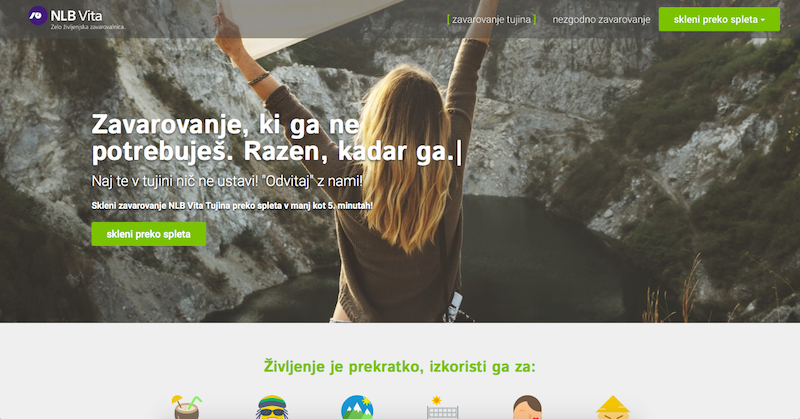 NLB Vita
Zelo življenjska zavarovalnica.
[ zavarovanje tujina ]
nezgodno zavarovanje
skleni preko spleta
Zavarovanje, ki ga ne
potrebuješ. Razen, kadar ga.|
Naj te v tujini nič ne ustavi! "Odvitaj" z nami!
Skleni zavarovanje NLB Vita Tujina preko spleta v manj kot 5. minutah!
skleni preko spleta
Življenje je prekratko, izkoristi ga za: